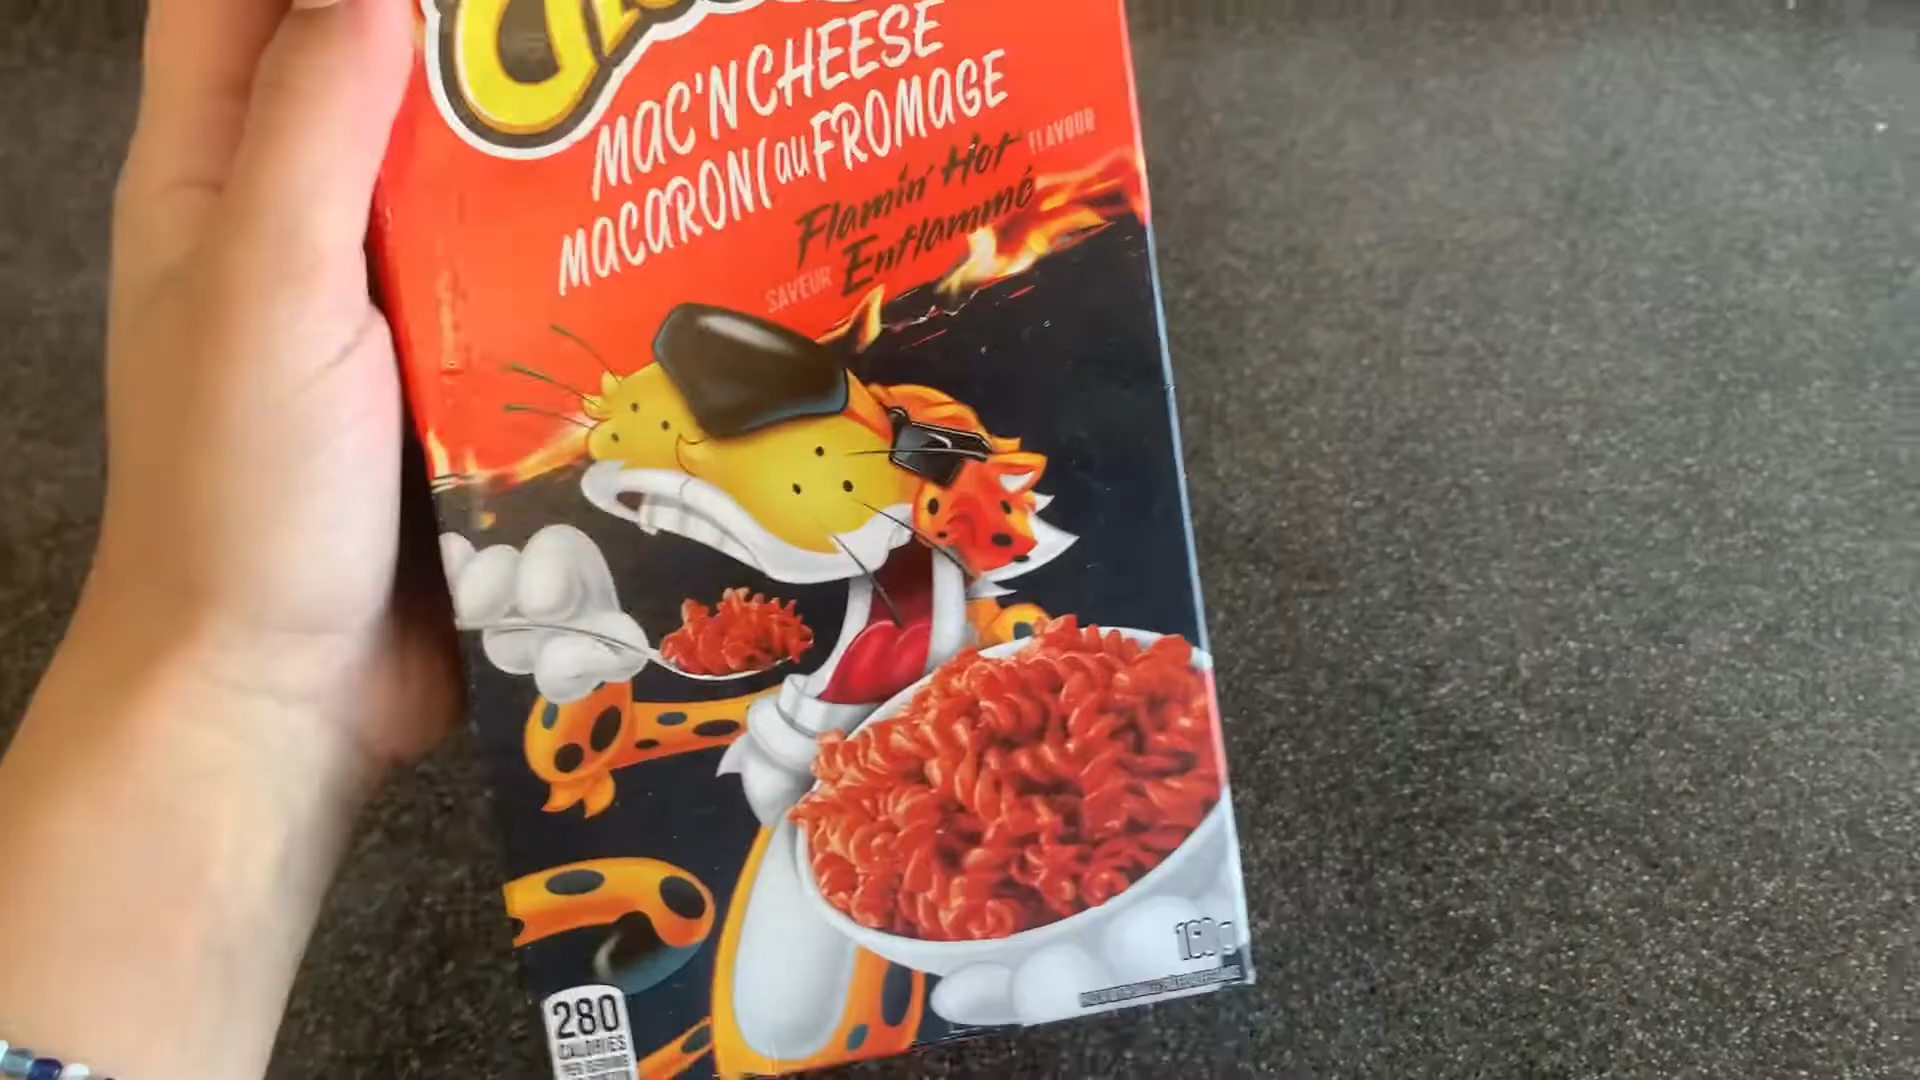 MAC'N CHEESE
MACARONI au FROMAGE
Flamin' Hot FLAVOUR
SAVEUR Enflammé
280
CALORIES